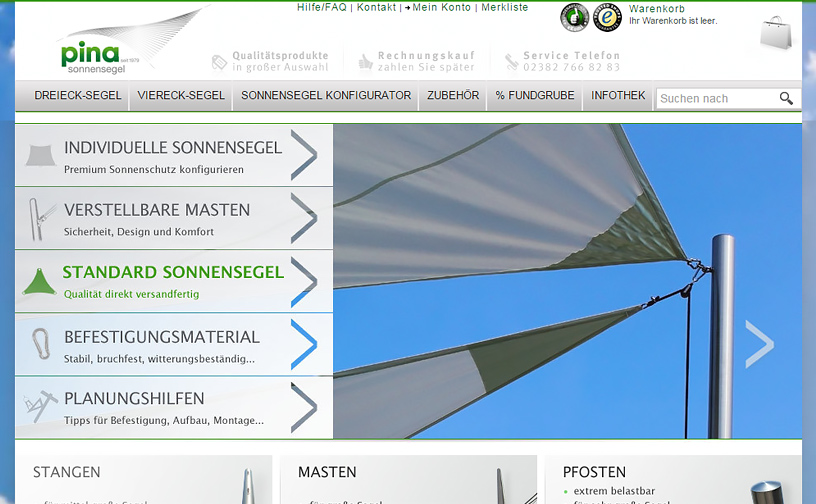 Hilfe/FAQ | Kontakt | Mein Konto | Merkliste
Warenkorb
Ihr Warenkorb ist leer.
pina
seit 1979
sonnensegel
Qualitätsprodukte
in großer Auswahl
Rechnungskauf
zahlen Sie später
Service Telefon
02382 766 82 83
DREIECK-SEGEL
VIERECK-SEGEL
SONNENSEGEL KONFIGURATOR
ZUBEHÖR
% FUNDGRUBE
INFOTHEK
Suchen nach
INDIVIDUELLE SONNENSEGEL
Premium Sonnenschutz konfigurieren
VERSTELLBARE MASTEN
Sicherheit, Design und Komfort
STANDARD SONNENSEGEL
Qualität direkt versandfertig
BEFESTIGUNGSMATERIAL
Stabil, bruchfest, witterungsbeständig...
PLANUNGSHILFEN
Tipps für Befestigung, Aufbau, Montage...
STANGEN
MASTEN
PFOSTEN
extrem belastbar